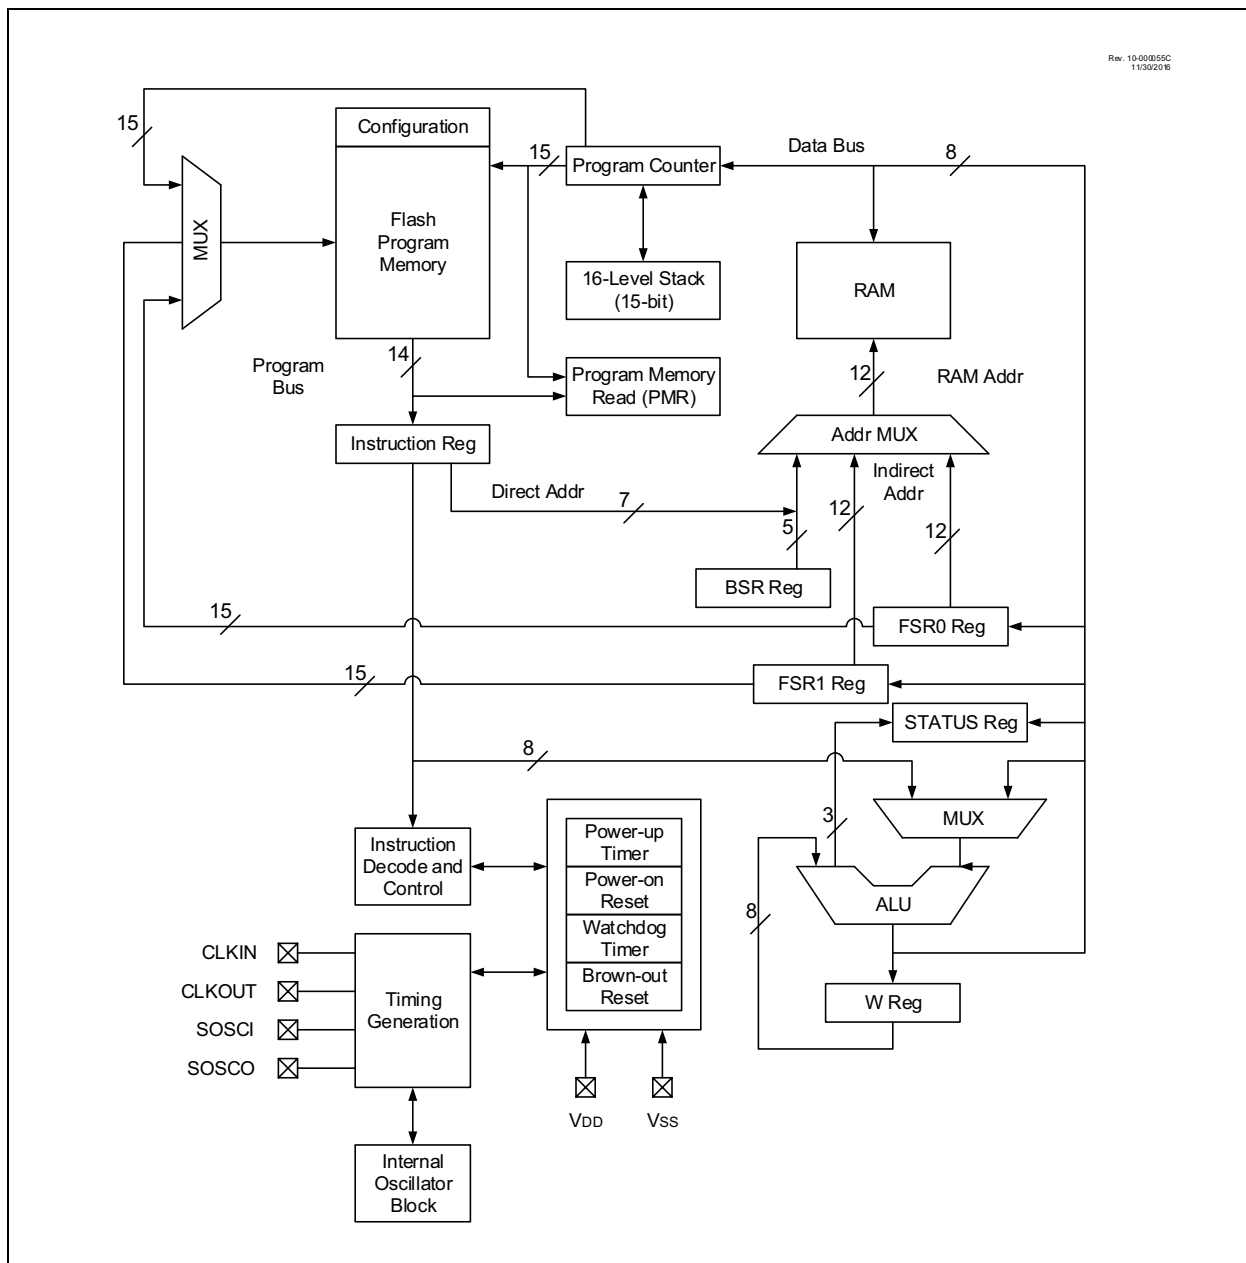 Rev. 10-000055C
11/30/2016
15
Configuration
15
Program Counter
Data Bus
8
MUX
Flash
Program
Memory
16-Level Stack
(15-bit)
RAM
Program
Bus
14
Program Memory
Read (PMR)
12
RAM Addr
Instruction Reg
Addr MUX
Direct Addr
7
Indirect
Addr
5
12
12
BSR Reg
15
FSR0 Reg
15
FSR1 Reg
STATUS Reg
8
3
MUX
Instruction
Decode and
Control
Power-up
Timer
Power-on
Reset
Watchdog
Timer
Brown-out
Reset
8
ALU
W Reg
CLKIN
CLKOUT
SOSCI
SOSCO
Timing
Generation
VDD
VSS
Internal
Oscillator
Block